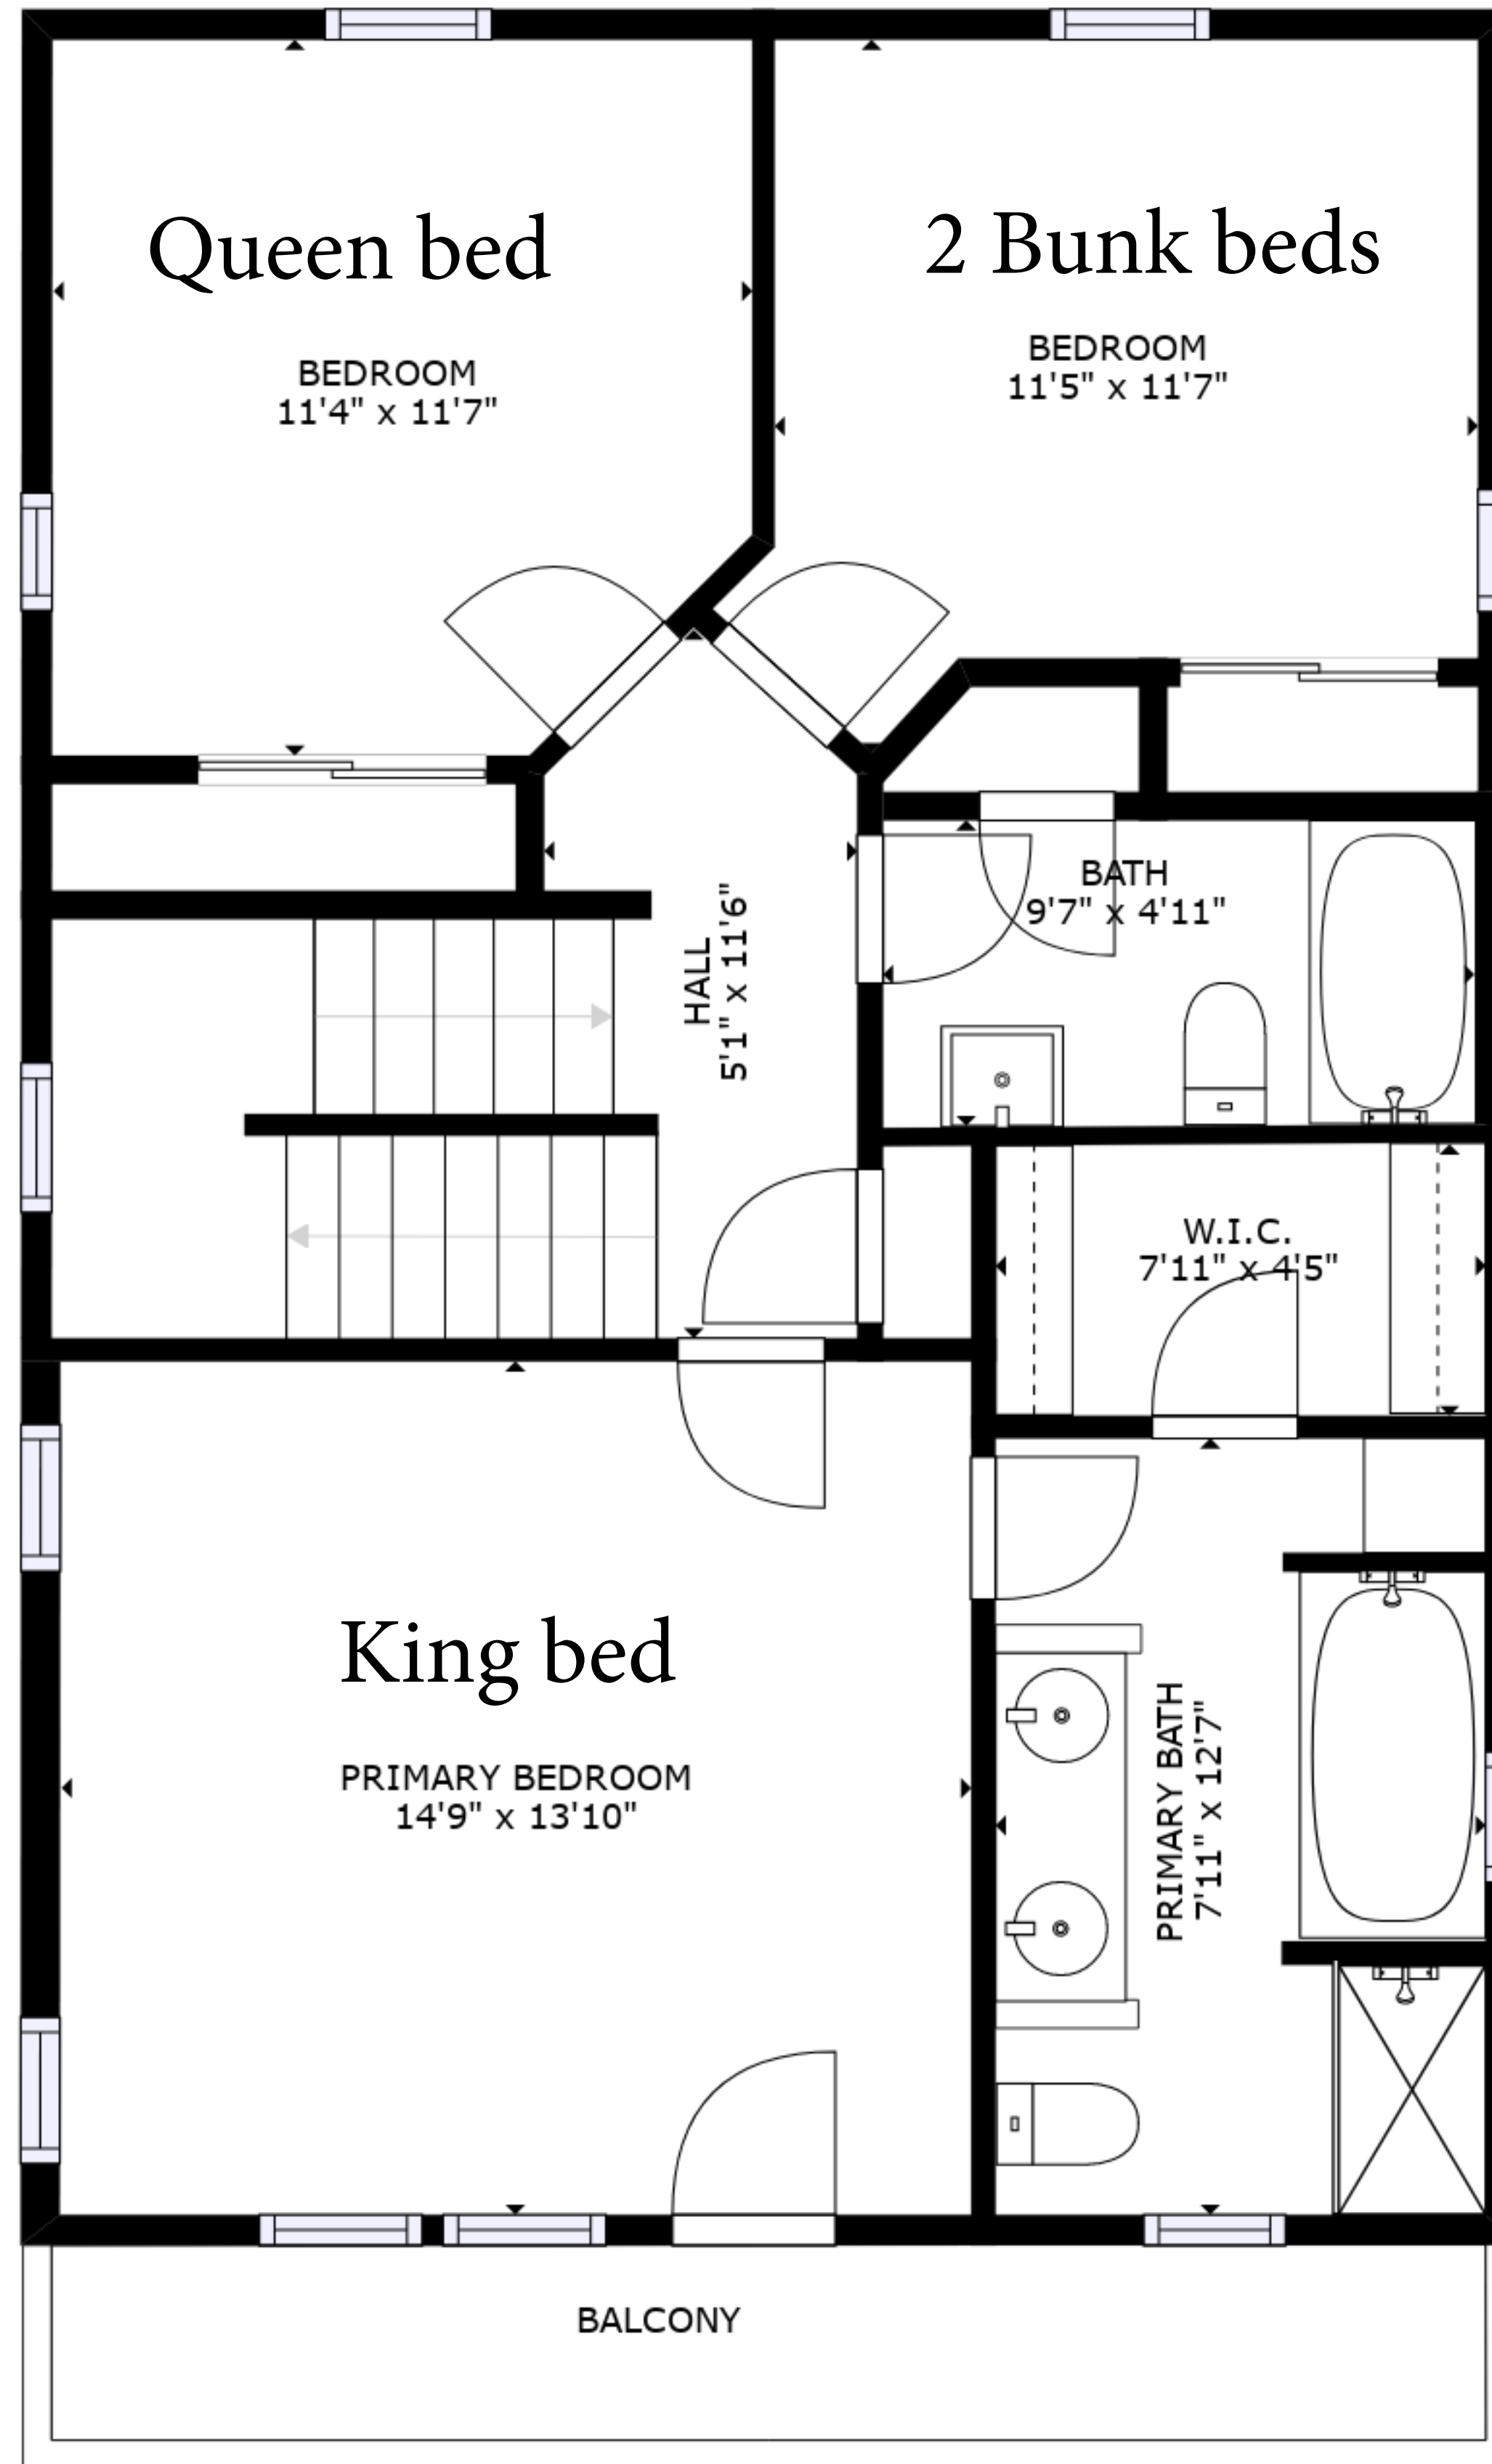 Queen bed
2 Bunk beds
BEDROOM
11'4" x 11'7"
BEDROOM
11'5" x 11'7"
BATH
9'7" x 4'11"
HALL
5'1" x 11'6"
W.I.C.
7'11" x 4'5"
King bed
PRIMARY BEDROOM
14'9" x 13'10"
PRIMARY BATH
7'11" x 12'7"
BALCONY